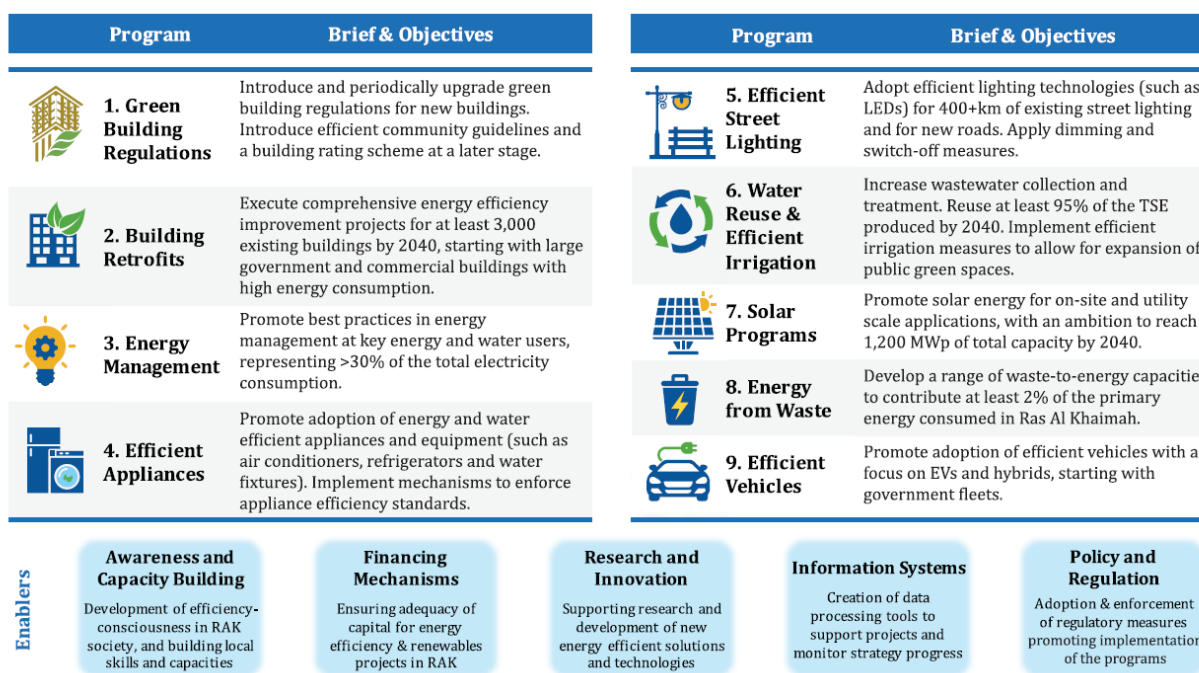 Program Brief & Objectives
1. Green
Building
Regulations
Introduce and periodically upgrade green
building regulations for new buildings.
Introduce efficient community guidelines and
a building rating scheme at a later stage.
2. Building
Retrofits
Execute comprehensive energy efficiency
improvement projects for at least 3,000
existing buildings by 2040, starting with large
government and commercial buildings with
high energy consumption.
3. Energy
Management
Promote best practices in energy
management at key energy and water users,
representing >30% of the total electricity
consumption.
4. Efficient
Appliances
Promote adoption of energy and water
efficient appliances and equipment (such as
air conditioners, refrigerators and water
fixtures). Implement mechanisms to enforce
appliance efficiency standards.
Program Brief & Objectives
5. Efficient
Street
Lighting
Adopt efficient lighting technologies (such as
LEDs) for 400+km of existing street lighting
and for new roads. Apply dimming and
switch-off measures.
6. Water
Reuse &
Efficient
Irrigation
Increase wastewater collection and
treatment. Reuse at least 95% of the TSE
produced by 2040. Implement efficient
irrigation measures to allow for expansion of
public green spaces.
7. Solar
Programs
Promote solar energy for on-site and utility
scale applications, with an ambition to reach
1,200 MWp of total capacity by 2040.
8. Energy
from Waste
Develop a range of waste-to-energy capacitie
to contribute at least 2% of the primary
energy consumed in Ras Al Khaimah.
9. Efficient
Vehicles
Promote adoption of efficient vehicles with a
focus on EVs and hybrids, starting with
government fleets.
Enablers
Awareness and
Capacity Building
Development of efficiency-
consciousness in RAK
society, and building local
skills and capacities
Financing
Mechanisms
Ensuring adequacy of
capital for energy
efficiency & renewables
projects in RAK
Research and
Innovation
Supporting research and
development of new
energy efficient solutions
and technologies
Information Systems
Creation of data
processing tools to
support projects and
monitor strategy progress
Policy and
Regulation
Adoption & enforcement
of regulatory measures
promoting implementation
of the programs